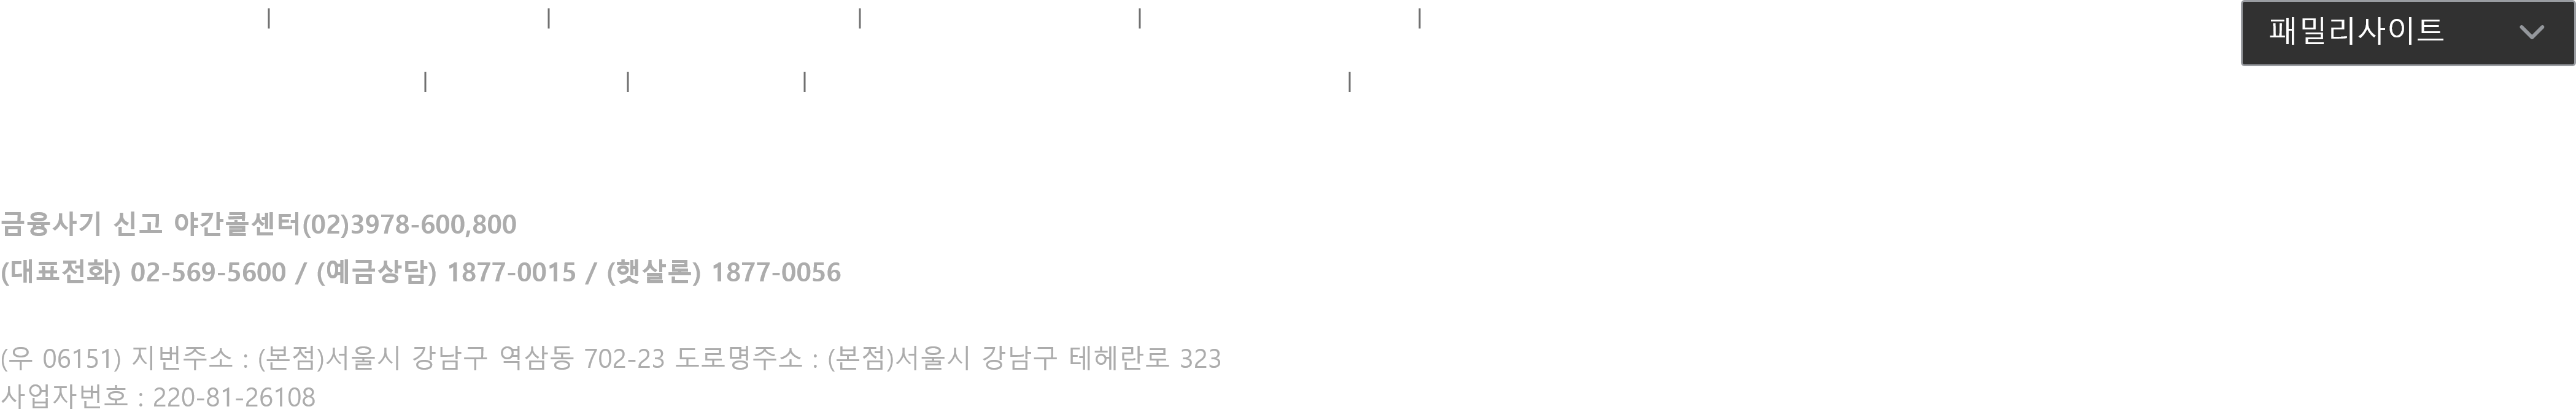 패밀리사이트
금융사기 신고 야간콜센터(02)3978-600,800
(대표전화) 02-569-5600 / (예금상담) 1877-0015 / (햇살론) 1877-0056
(우 06151) 지번주소 : (본점)서울시 강남구 역삼동 702-23 도로명주소 : (본점)서울시 강남구 테헤란로 323
사업자번호 : 220-81-26108